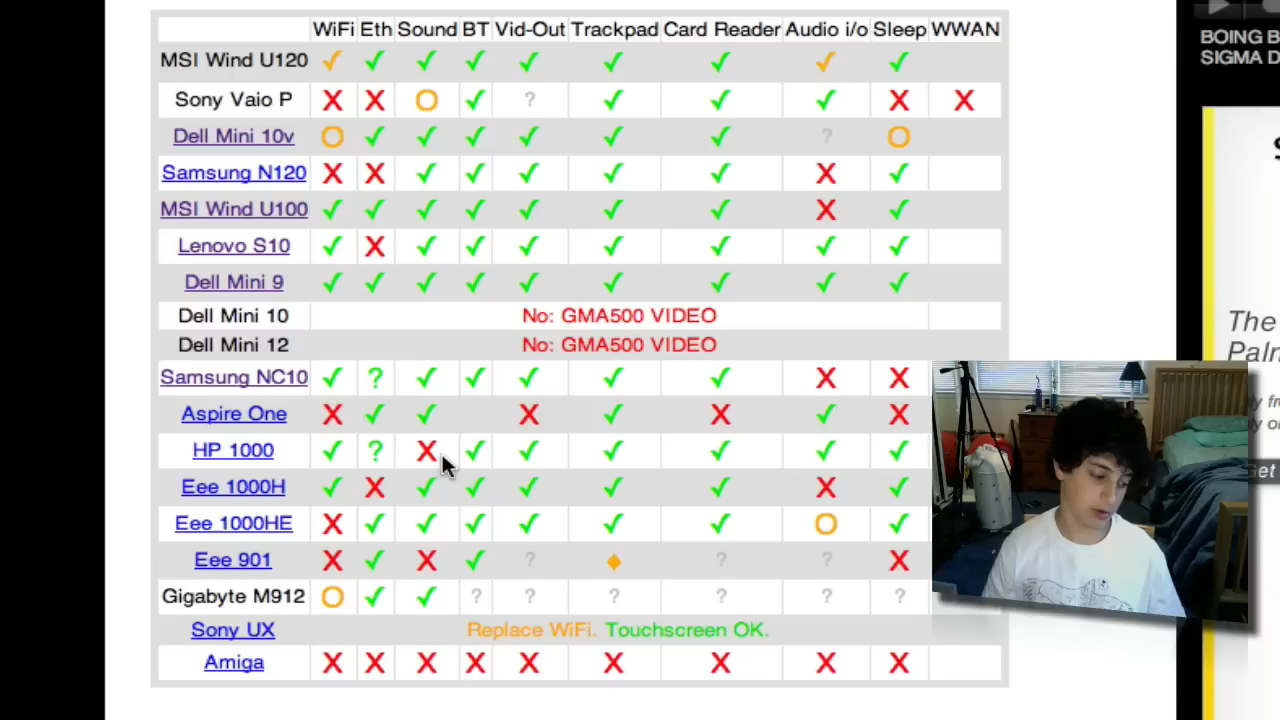 WiFi Eth Sound BT Vid-Out Trackpad Card Reader Audio i/o Sleep WWAN
MSI Wind U120 ✓ ✓ ✓ ✓ ✓ ✓ ✓ ✓ ✓
Sony Vaio P X X O ✓ ? ✓ ✓ ✓ X X
Dell Mini 10v O ✓ ✓ ✓ ✓ ✓ ✓ ? O
Samsung N120 X X ✓ ✓ ✓ ✓ ✓ X ✓
MSI Wind U100 ✓ ✓ ✓ ✓ ✓ ✓ ✓ X ✓
Lenovo S10 ✓ X ✓ ✓ ✓ ✓ ✓ ✓ ✓
Dell Mini 9 ✓ ✓ ✓ ✓ ✓ ✓ ✓ ✓ ✓
Dell Mini 10 No: GMA500 VIDEO
Dell Mini 12 No: GMA500 VIDEO
Samsung NC10 ✓ ? ✓ ✓ ✓ ✓ ✓ X X
Aspire One X ✓ ✓ X ✓ X ✓ X
HP 1000 ✓ ? X ✓ ✓ ✓ ✓ ✓ ✓
Eee 1000H ✓ X ✓ ✓ ✓ ✓ ✓ X ✓
Eee 1000HE X ✓ ✓ ✓ ✓ ✓ ✓ O ✓
Eee 901 X ✓ X ✓ ? ♦ ? ? X
Gigabyte M912 O ✓ ✓ ? ? ? ? ? ?
Sony UX Replace WiFi. Touchscreen OK.
Amiga X X X X X X X X X
BOING B
SIGMA D
The